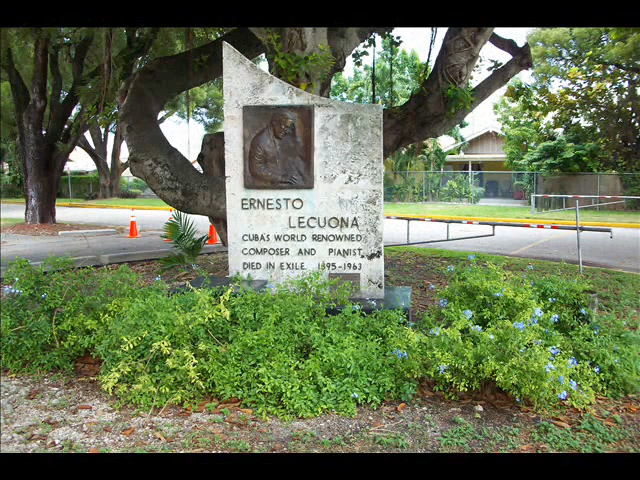 ERNESTO
LECUONA
CUBA'S WORLD RENOWNED
COMPOSER AND PIANIST
DIED IN EXILE 1895-1963